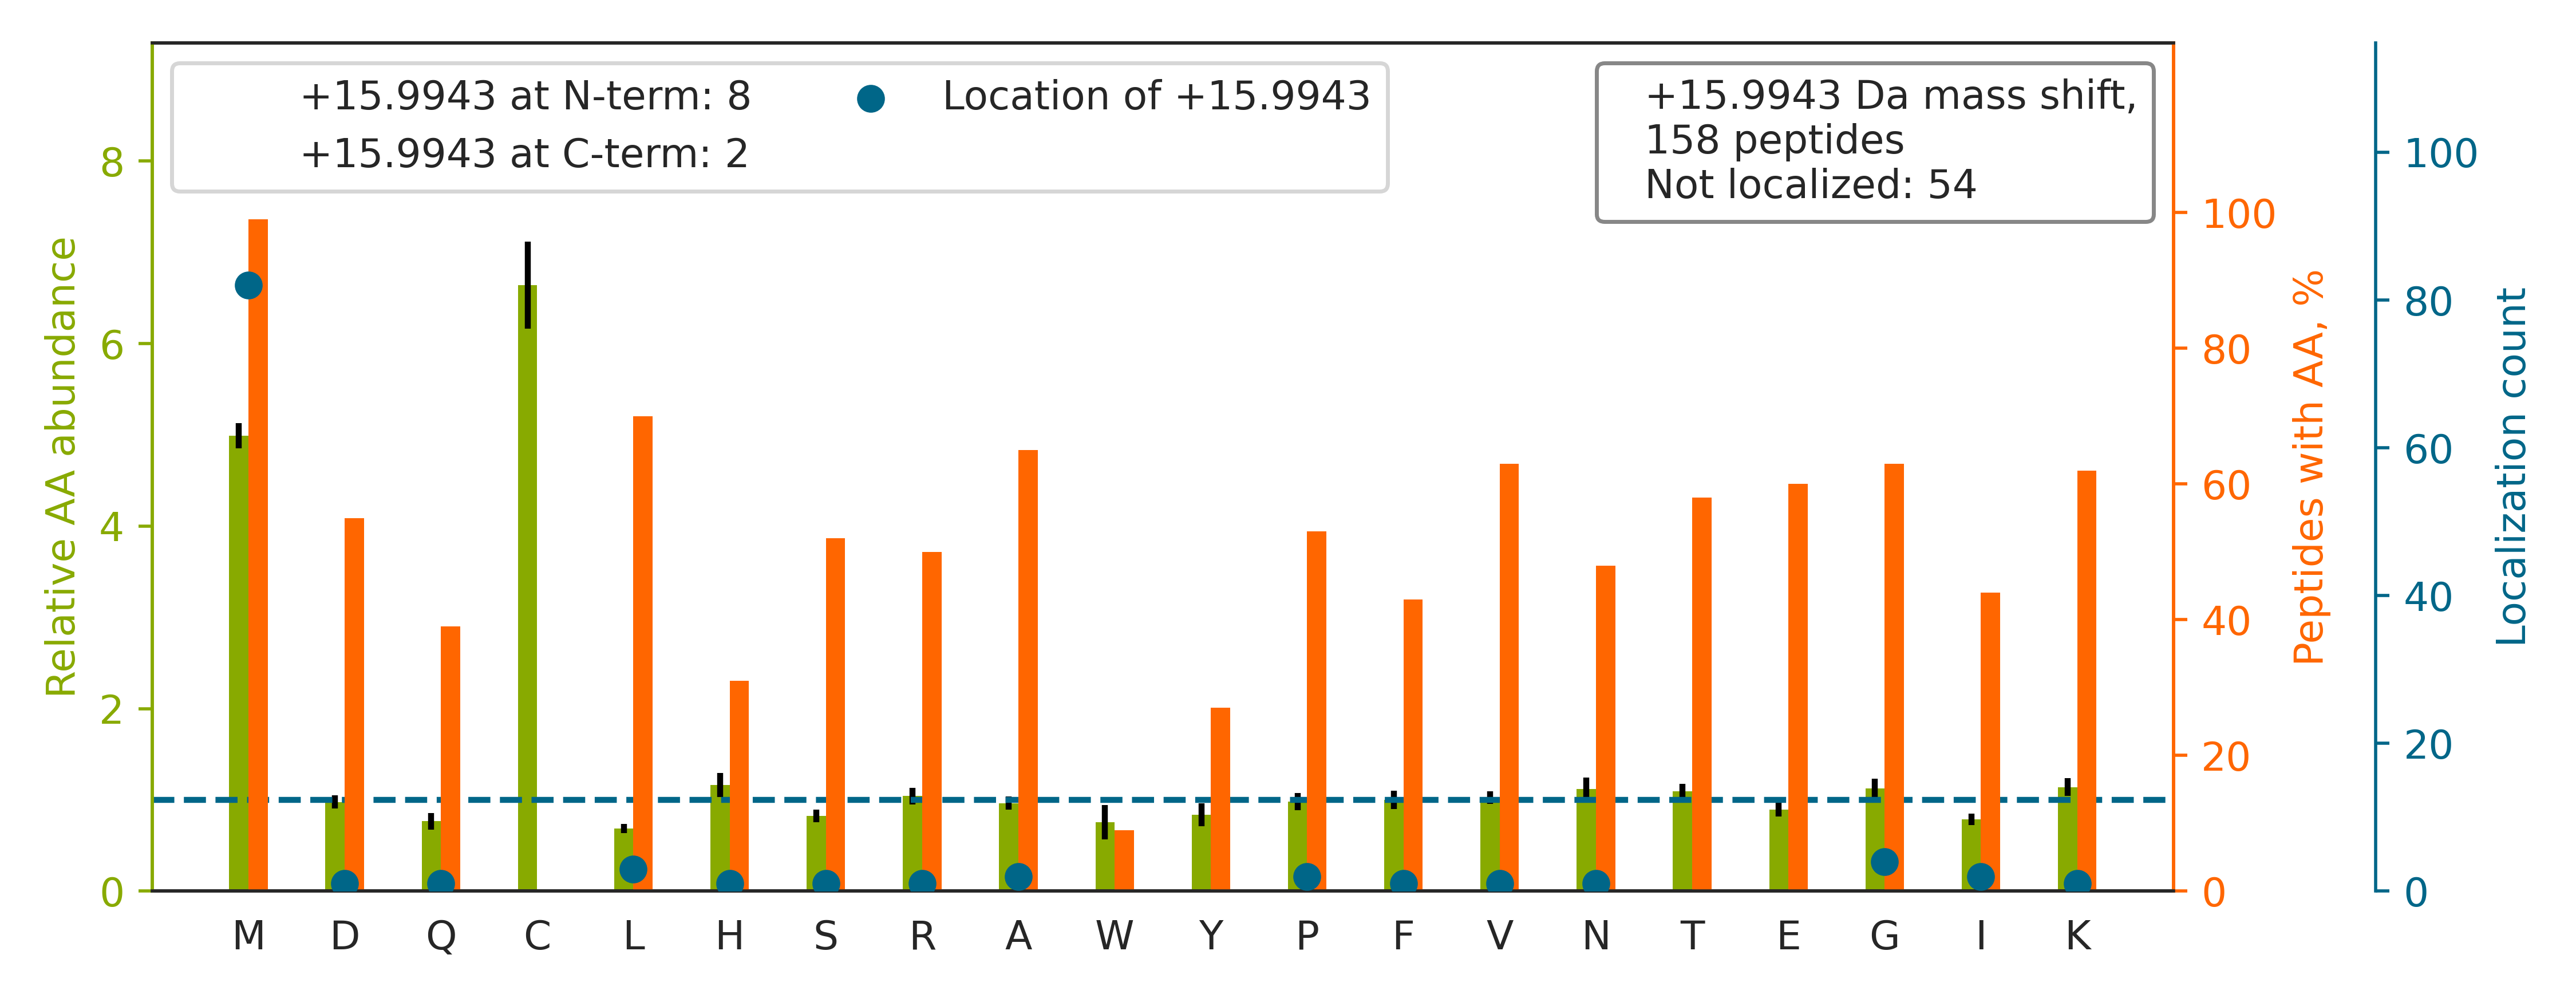 +15.9943 at N-term: 8
+15.9943 at C-term: 2
Location of +15.9943
+15.9943 Da mass shift,
158 peptides
Not localized: 54
Relative AA abundance
8
6
4
2
0
Peptides with AA, %
100
80
60
40
20
0
Localization count
100
80
60
40
20
0
M D Q C L H S R A W Y P F V N T E G I K